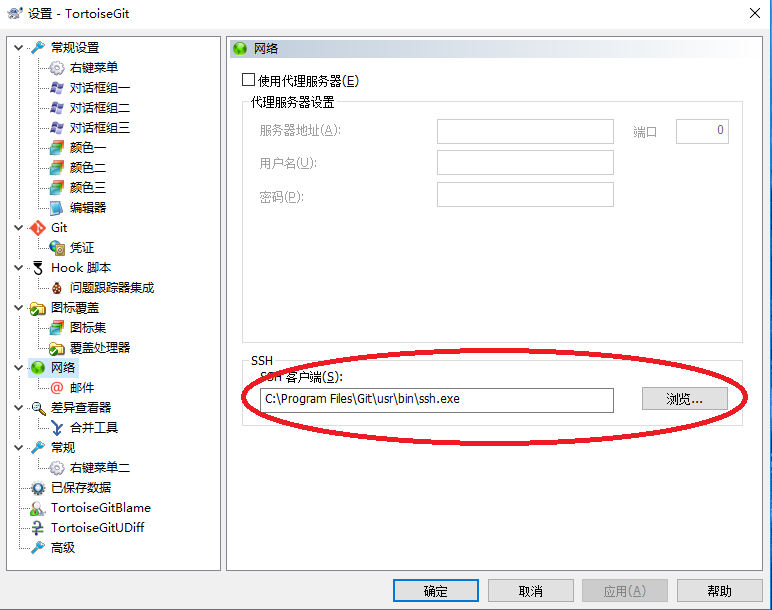 设置 - TortoiseGit
常规设置
右键菜单
对话框组一
对话框组二
对话框组三
颜色一
颜色二
颜色三
编辑器
Git
凭证
Hook 脚本
问题跟踪器集成
图标覆盖
图标集
覆盖处理器
网络
邮件
差异查看器
合并工具
常规
右键菜单二
已保存数据
TortoiseGitBlame
TortoiseGitUDiff
高级
网络
使用代理服务器(E)
代理服务器设置
服务器地址(A): 端口 0
用户名(U):
密码(P):
SSH
SSH 客户端(S):
C:\Program Files\Git\usr\bin\ssh.exe 浏览...
确定 取消 应用(A) 帮助